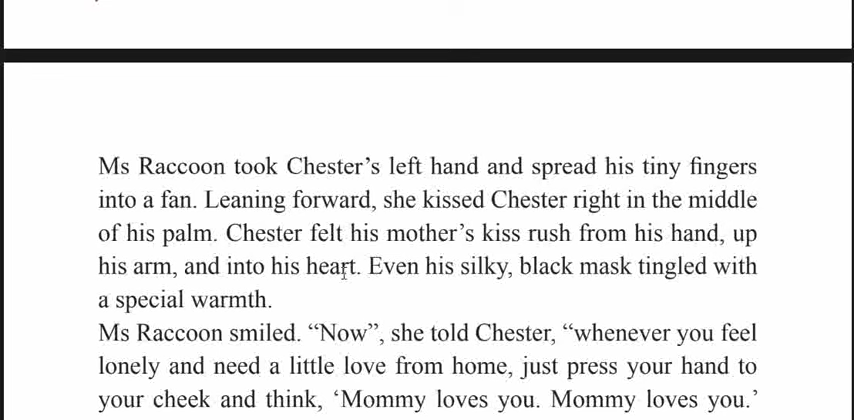 Ms Raccoon took Chester’s left hand and spread his tiny fingers
into a fan. Leaning forward, she kissed Chester right in the middle
of his palm. Chester felt his mother’s kiss rush from his hand, up
his arm, and into his heart. Even his silky, black mask tingled with
a special warmth.
Ms Raccoon smiled. “Now”, she told Chester, “whenever you feel
lonely and need a little love from home, just press your hand to
your cheek and think, ‘Mommy loves you. Mommy loves you.’